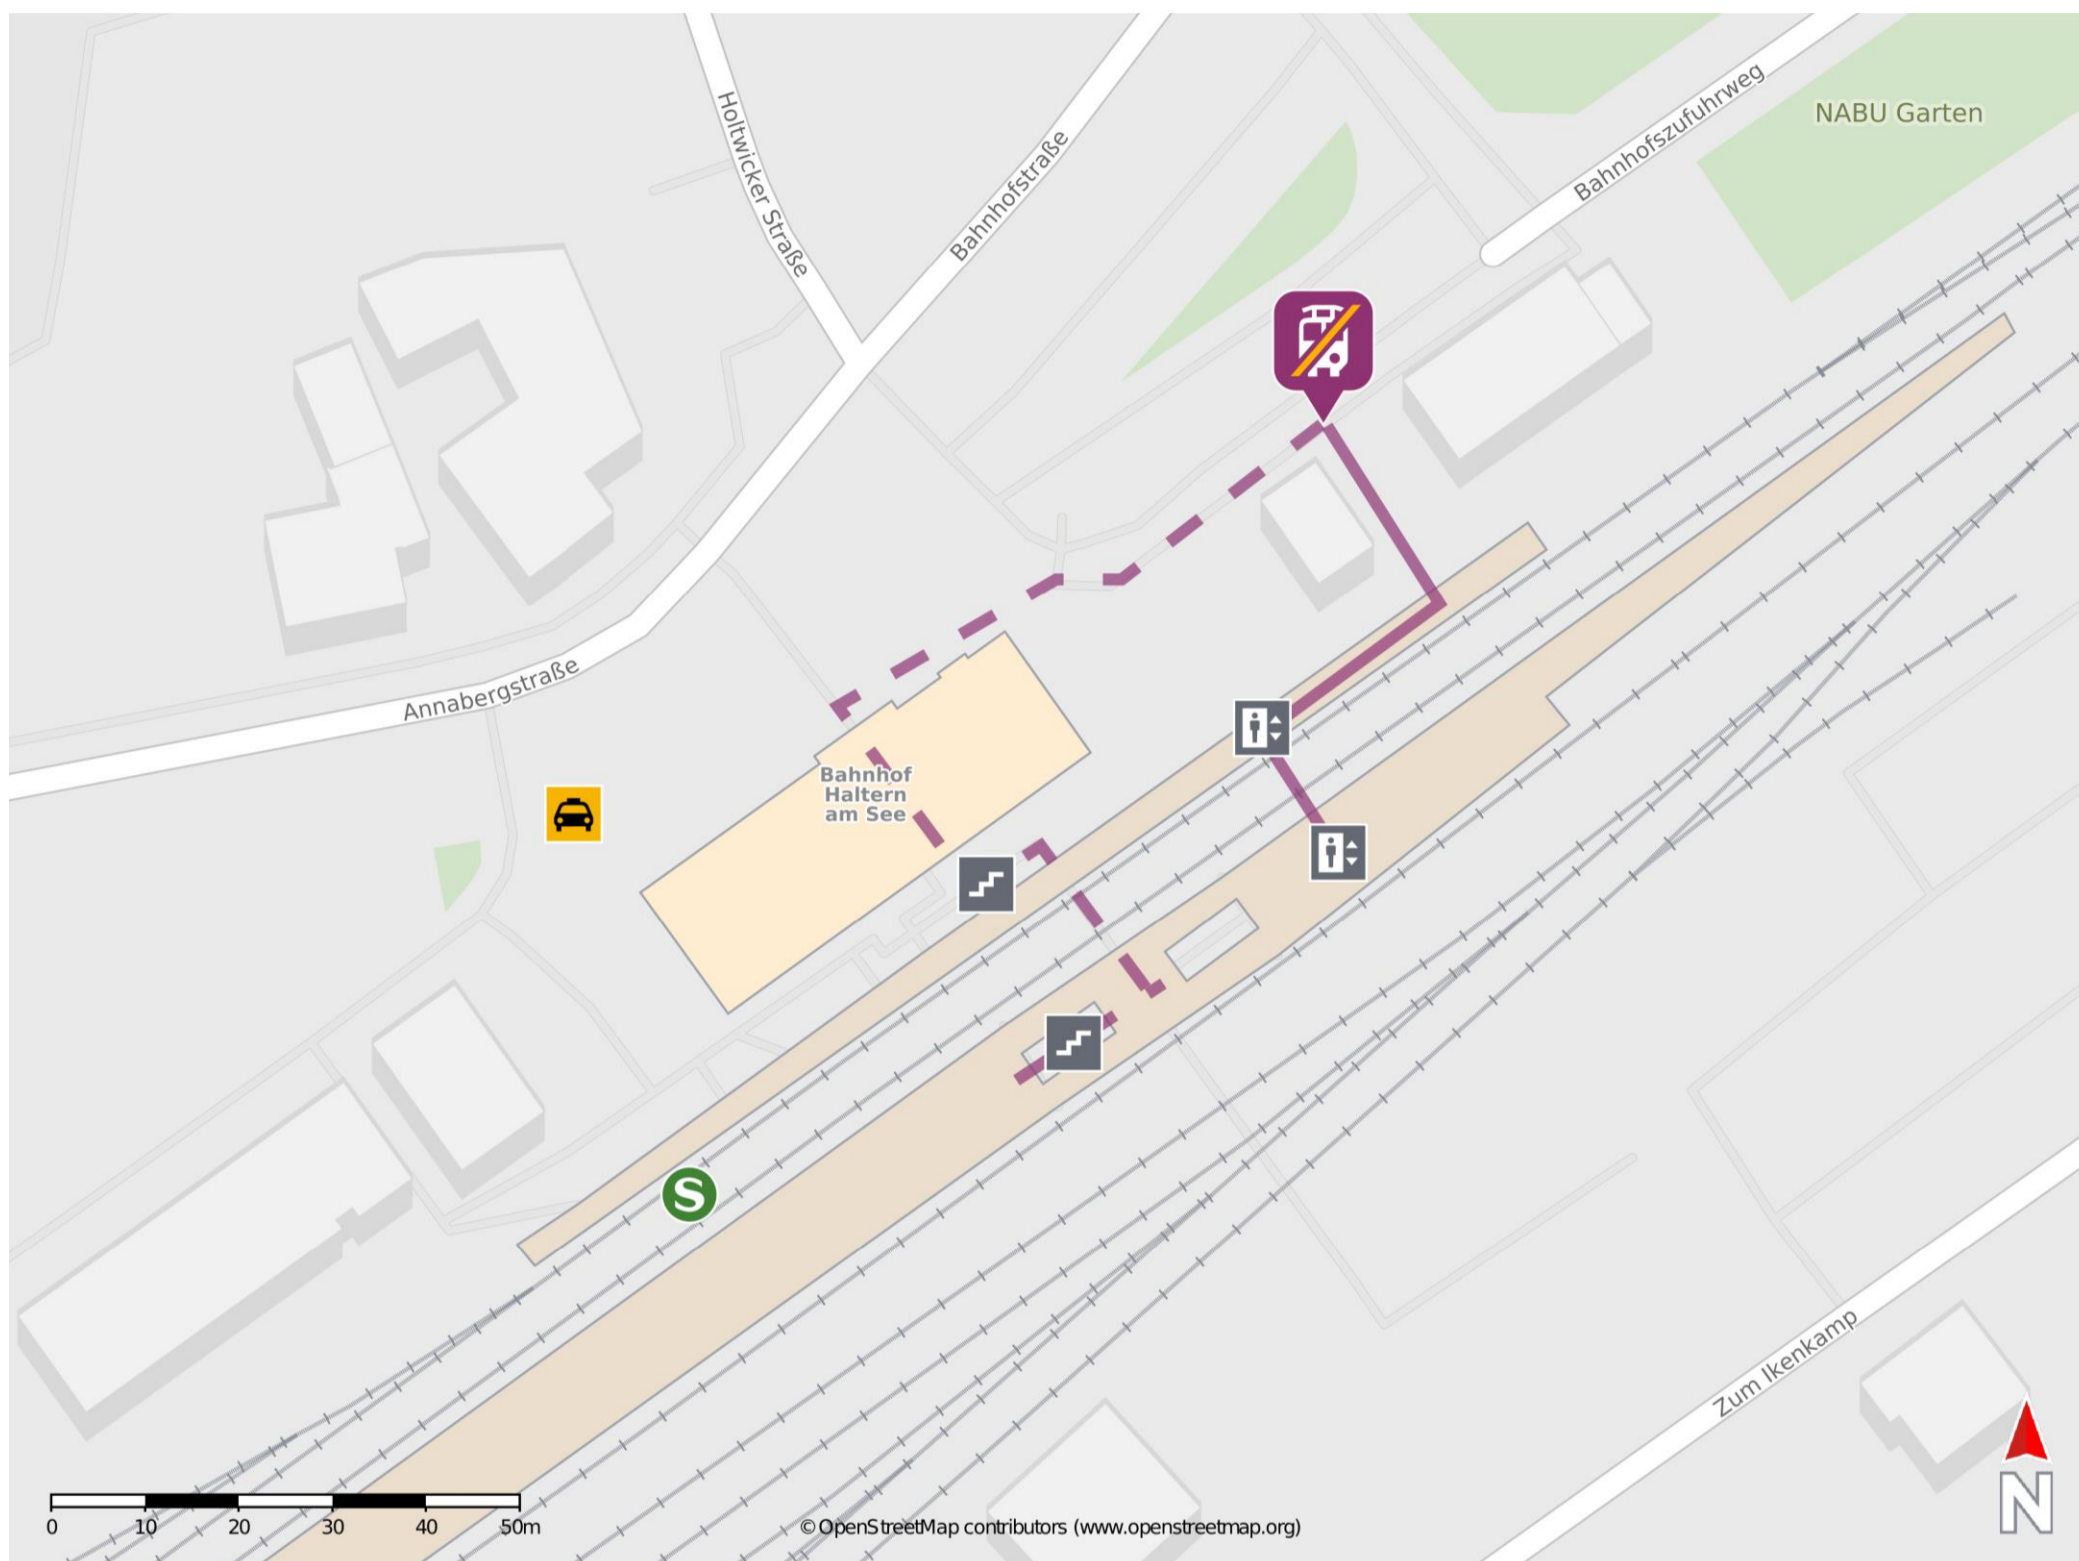 Holtwicker Straße
Bahnhofstraße
Bahnhofszufuhrweg
NABU Garten
Annabergstraße
Bahnhof
Haltern
am See
S
Zum Ikenkamp
N
0 10 20 30 40 50m
© OpenStreetMap contributors (www.openstreetmap.org)